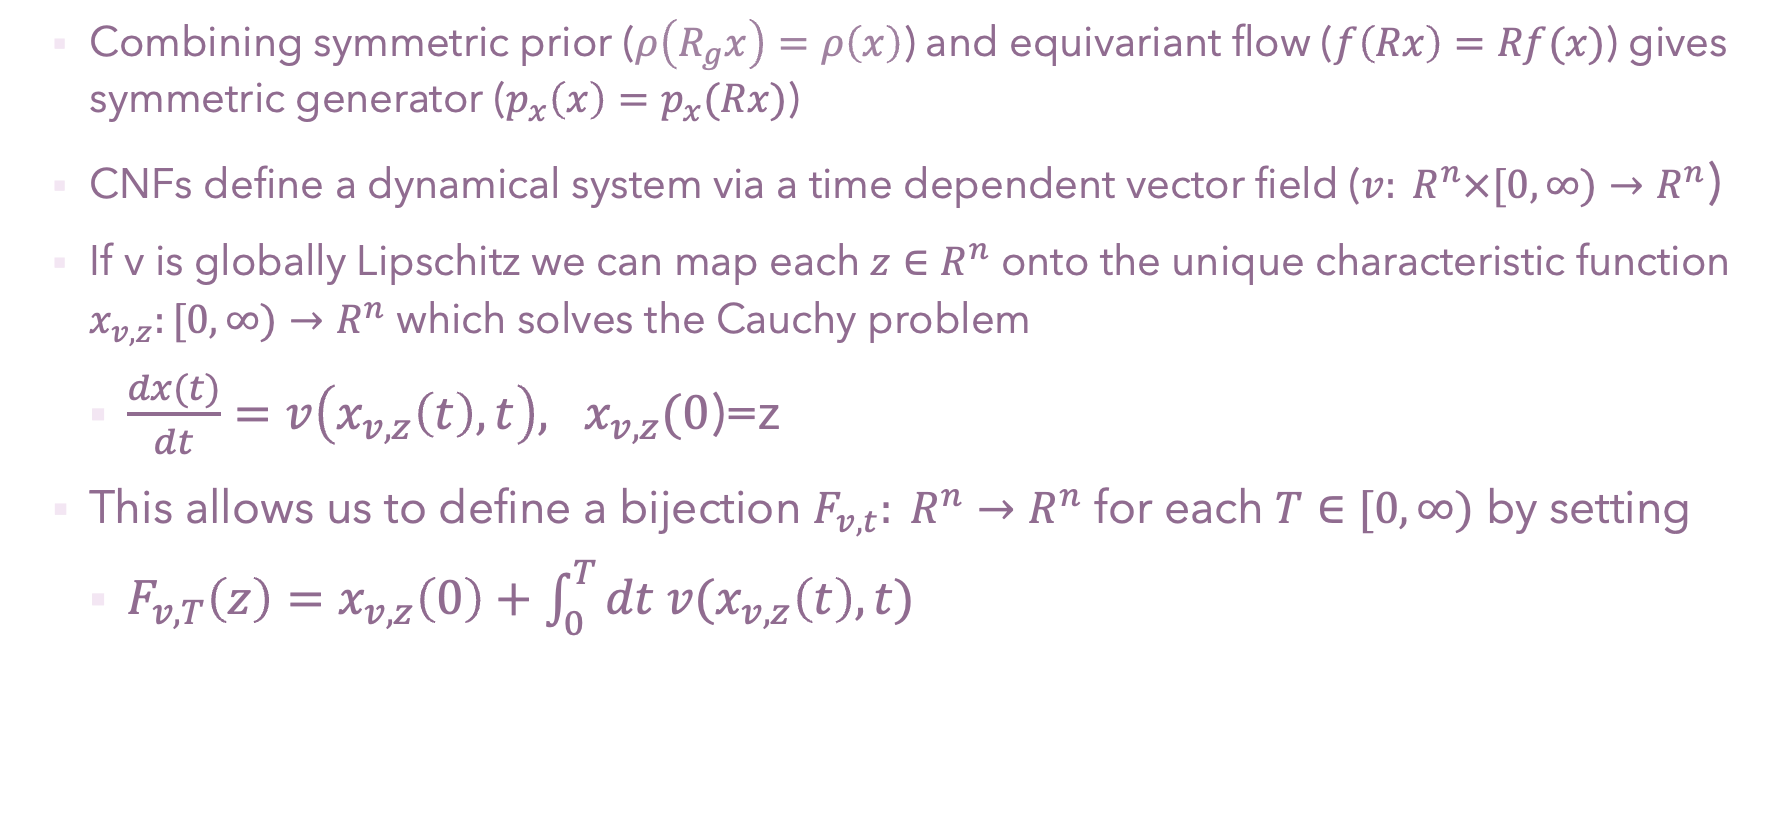 ▪ Combining symmetric prior (ρ(R_g x) = ρ(x)) and equivariant flow (f(Rx) = Rf(x)) gives
symmetric generator (p_x(x) = p_x(Rx))
▪ CNFs define a dynamical system via a time dependent vector field (v: R^n×[0, ∞) → R^n)
▪ If v is globally Lipschitz we can map each z ∈ R^n onto the unique characteristic function
x_{v,z}: [0, ∞) → R^n which solves the Cauchy problem
▪ \frac{dx(t)}{dt} = v(x_{v,z}(t), t), x_{v,z}(0)=z
▪ This allows us to define a bijection F_{v,t}: R^n → R^n for each T ∈ [0, ∞) by setting
▪ F_{v,T}(z) = x_{v,z}(0) + ∫_0^T dt v(x_{v,z}(t), t)